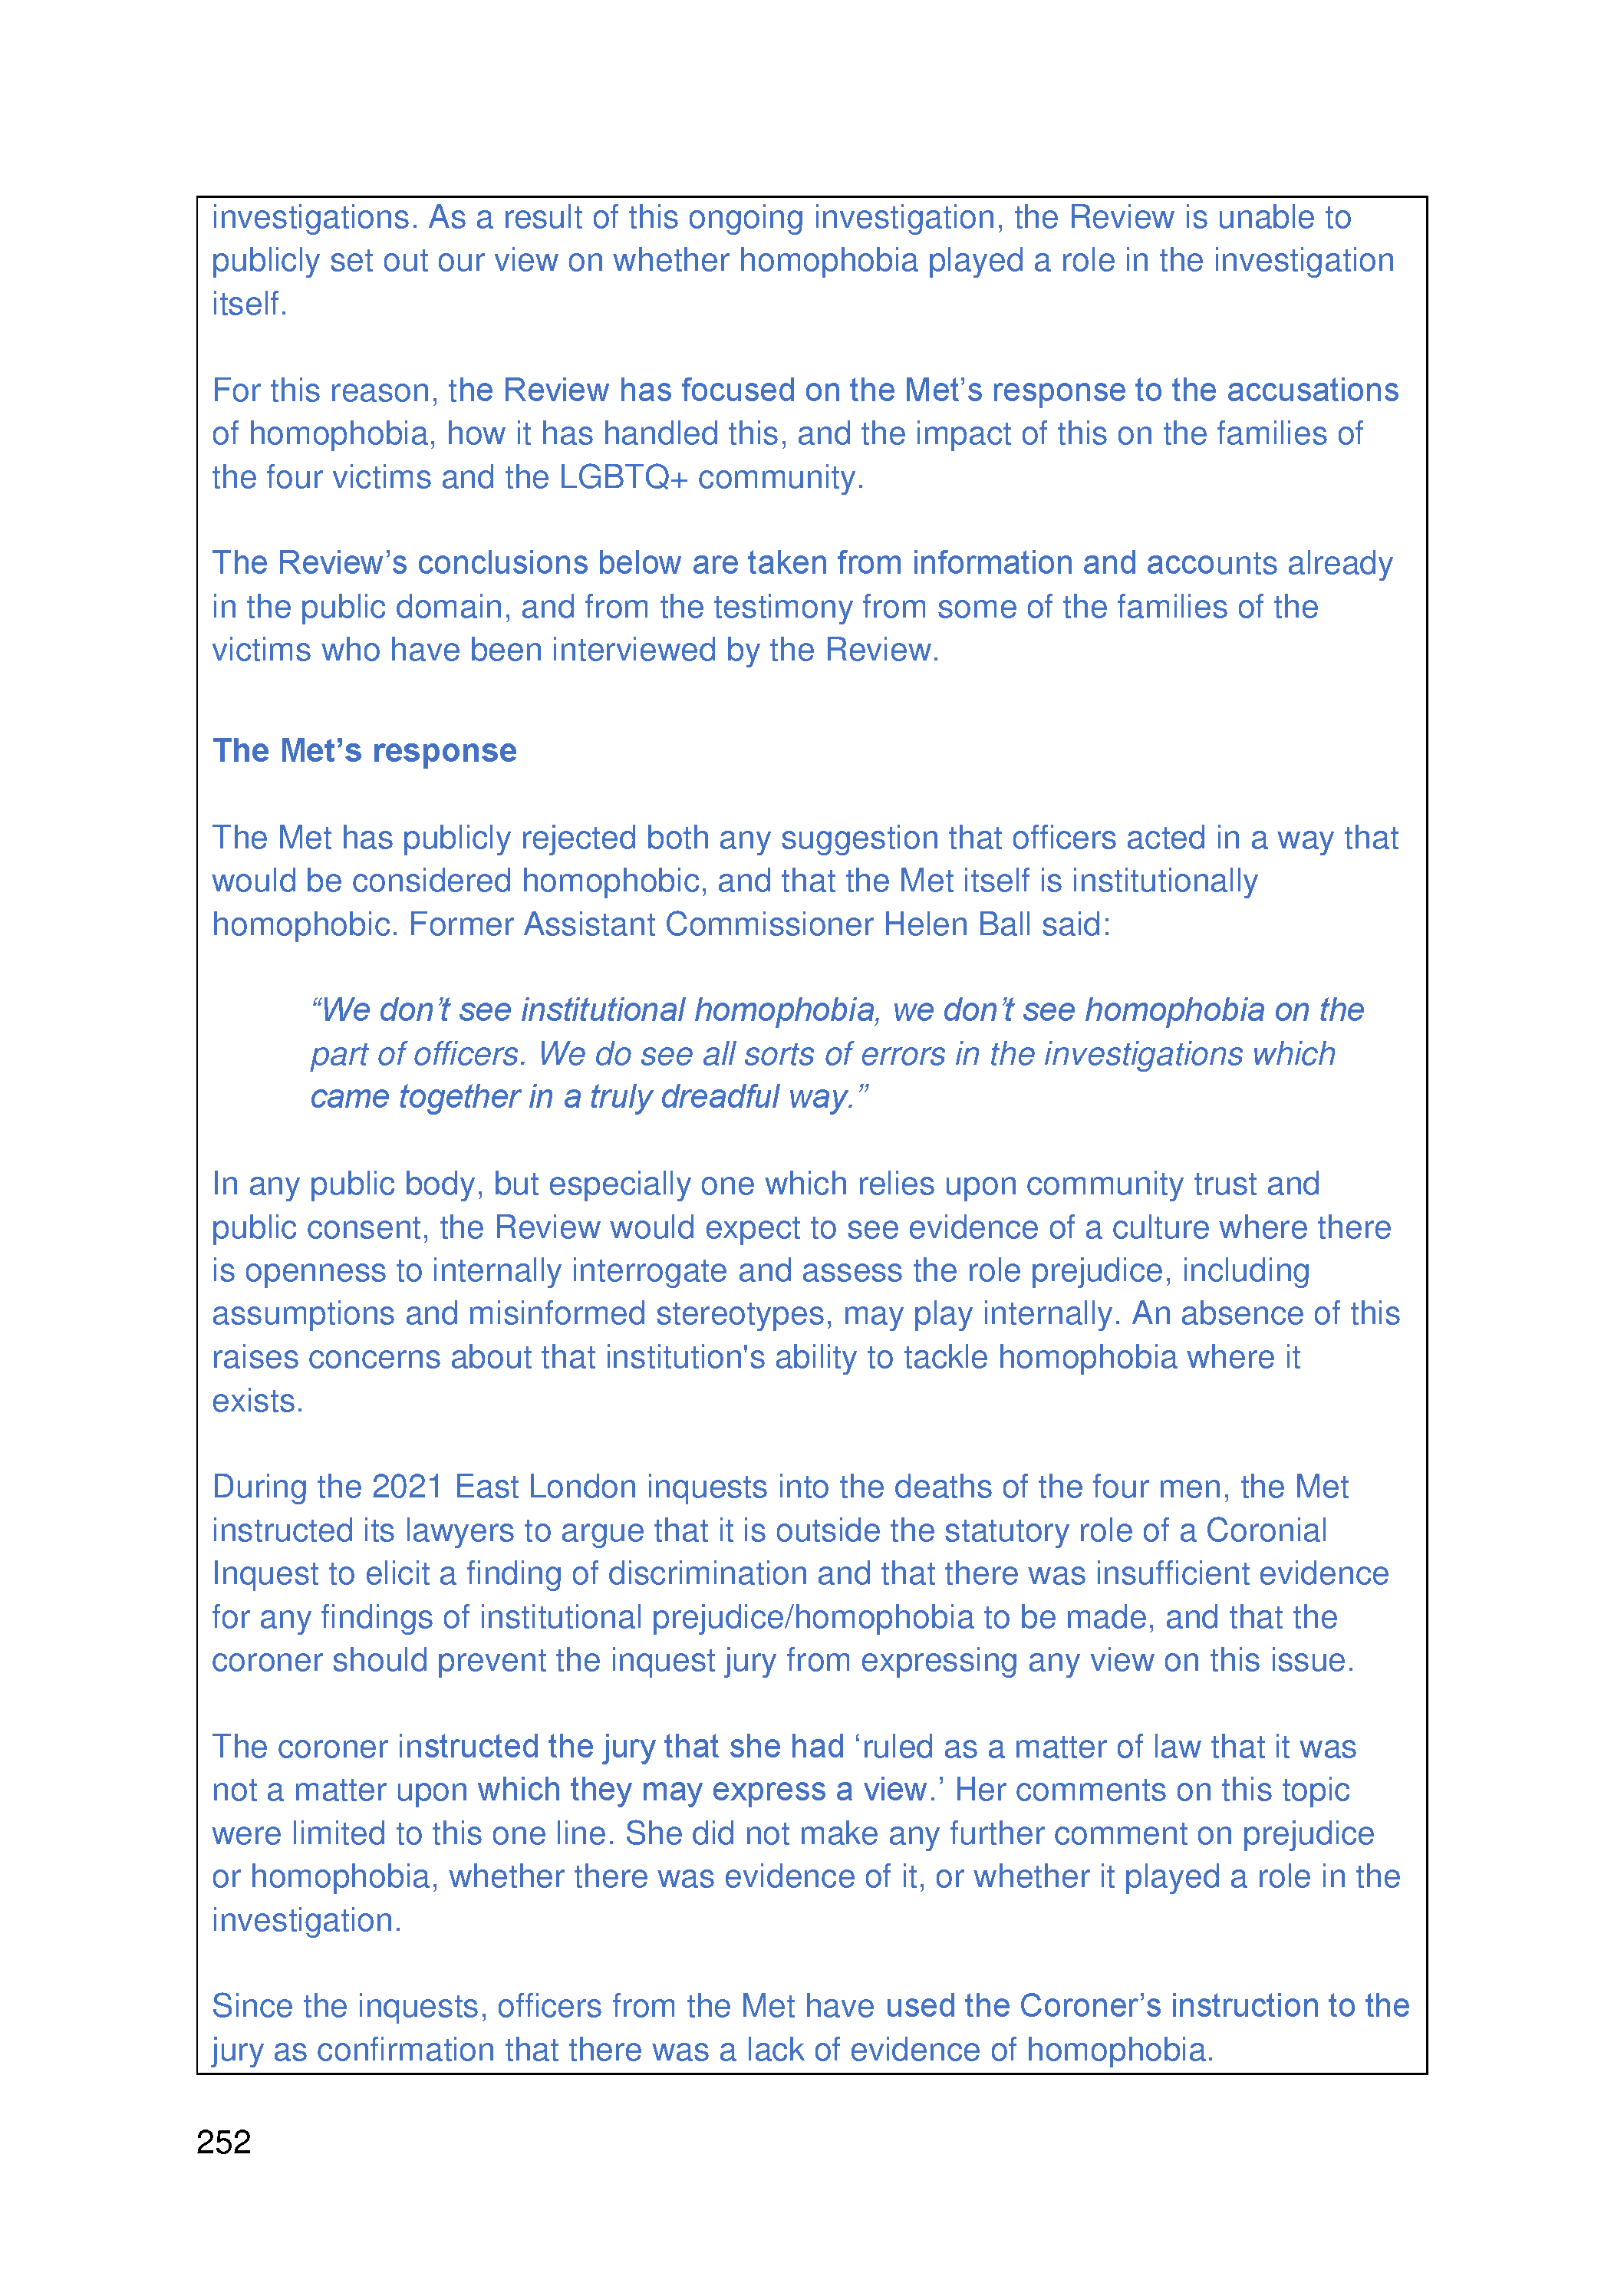 investigations. As a result of this ongoing investigation, the Review is unable to
publicly set out our view on whether homophobia played a role in the investigation
itself.
For this reason, the Review has focused on the Met’s response to the accusations
of homophobia, how it has handled this, and the impact of this on the families of
the four victims and the LGBTQ+ community.
The Review’s conclusions below are taken from information and accounts already
in the public domain, and from the testimony from some of the families of the
victims who have been interviewed by the Review.
The Met’s response
The Met has publicly rejected both any suggestion that officers acted in a way that
would be considered homophobic, and that the Met itself is institutionally
homophobic. Former Assistant Commissioner Helen Ball said:
“We don’t see institutional homophobia, we don’t see homophobia on the
part of officers. We do see all sorts of errors in the investigations which
came together in a truly dreadful way.”
In any public body, but especially one which relies upon community trust and
public consent, the Review would expect to see evidence of a culture where there
is openness to internally interrogate and assess the role prejudice, including
assumptions and misinformed stereotypes, may play internally. An absence of this
raises concerns about that institution's ability to tackle homophobia where it
exists.
During the 2021 East London inquests into the deaths of the four men, the Met
instructed its lawyers to argue that it is outside the statutory role of a Coronial
Inquest to elicit a finding of discrimination and that there was insufficient evidence
for any findings of institutional prejudice/homophobia to be made, and that the
coroner should prevent the inquest jury from expressing any view on this issue.
The coroner instructed the jury that she had ‘ruled as a matter of law that it was
not a matter upon which they may express a view.’ Her comments on this topic
were limited to this one line. She did not make any further comment on prejudice
or homophobia, whether there was evidence of it, or whether it played a role in the
investigation.
Since the inquests, officers from the Met have used the Coroner’s instruction to the
jury as confirmation that there was a lack of evidence of homophobia.
252